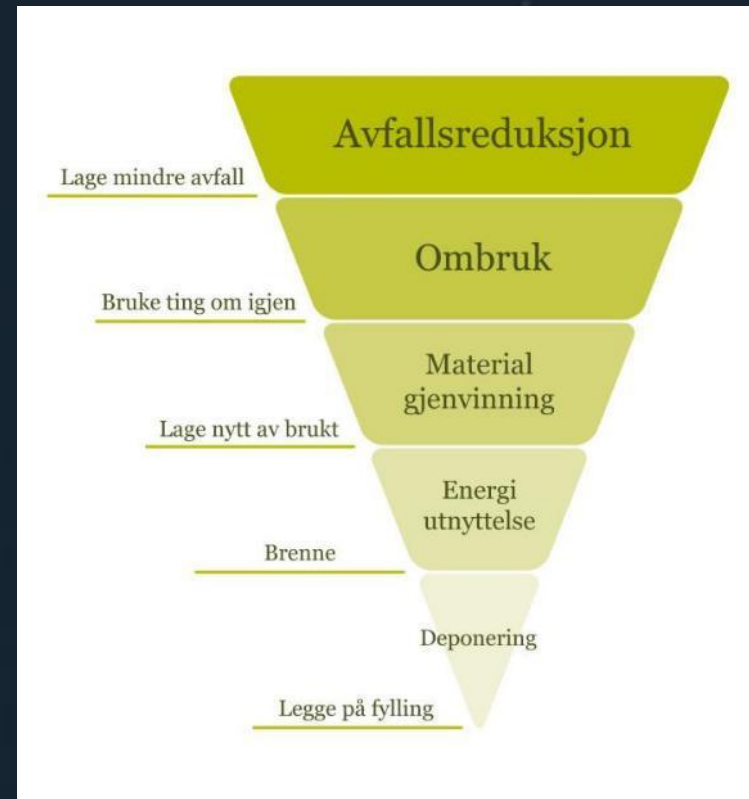 Avfallsreduksjon
Lage mindre avfall
Ombruk
Bruke ting om igjen
Material
gjenvinning
Lage nytt av brukt
Energi
utnyttelse
Brenne
Deponering
Legge på fylling